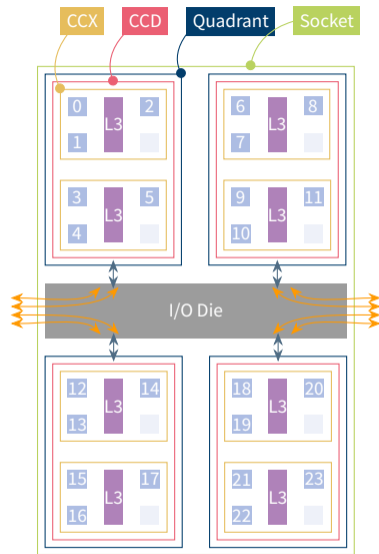 CCX CCD Quadrant Socket
0 L3 2
1
6 L3 8
7
3 L3 5
4
9 L3 11
10
I/O Die
12 L3 14
13
18 L3 20
19
15 L3 17
16
21 L3 23
22